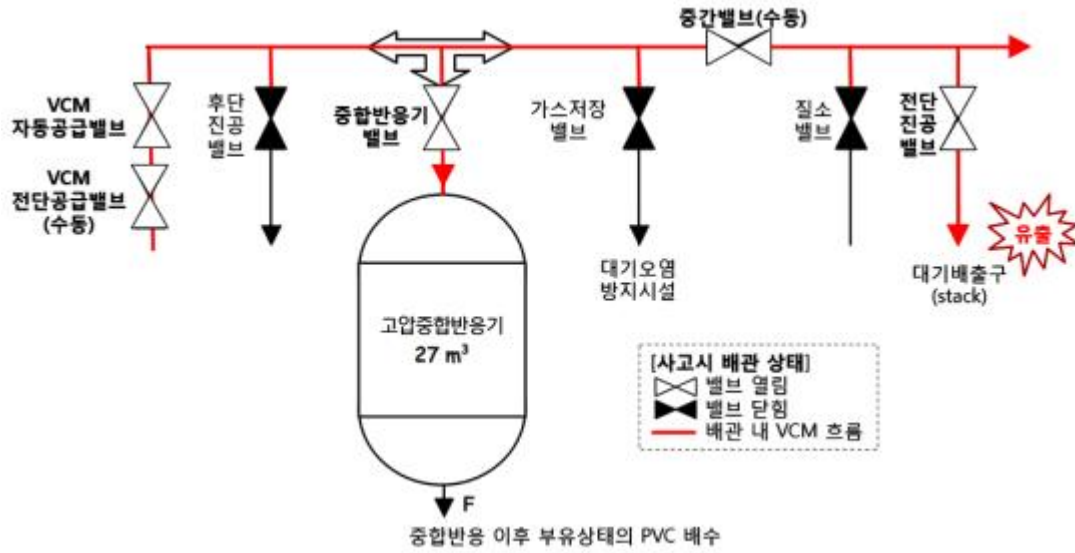 중간밸브(수동)
VCM
자동공급밸브
후단
진공
밸브
중합반응기
밸브
가스저장
밸브
질소
밸브
전단
진공
밸브
VCM
전단공급밸브
(수동)
유출
대기오염
방지시설
대기배출구
(stack)
고압중합반응기
27 m³
[사고시 배관 상태]
밸브 열림
밸브 닫힘
배관 내 VCM 흐름
F
중합반응 이후 부유상태의 PVC 배수